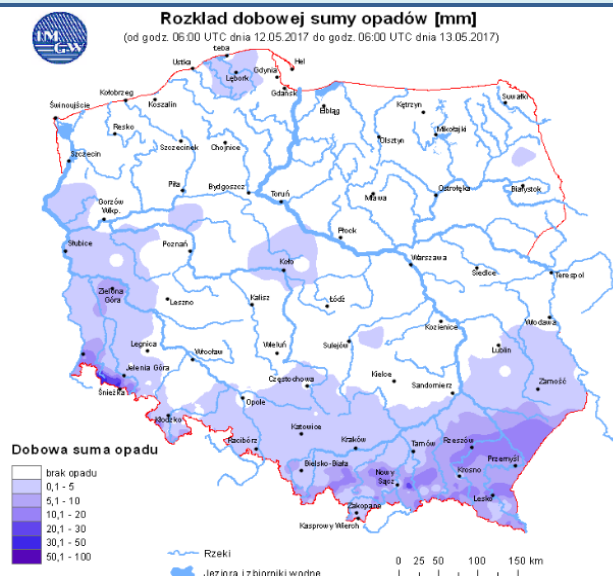 IMGW
Rozkład dobowej sumy opadów [mm]
(od godz. 06:00 UTC dnia 12.05.2017 do godz. 06:00 UTC dnia 13.05.2017)
Łeba
Ustka
Hel
Gdynia
Lębork
Gdańsk
Kołobrzeg
Koszalin
Świnoujście
Elbląg
Kętrzyn
Suwałki
Resko
Szczecinek
Chojnice
Olsztyn
Mikołajki
Szczecin
Piła
Bydgoszcz
Toruń
Mława
Ostrołęka
Białystok
Gorzów
Wlkp.
Płock
Słubice
Poznań
Koło
Warszawa
Siedlce
Terespol
Zielona
Góra
Leszno
Kalisz
Łódź
Kozienice
Włodawa
Legnica
Wrocław
Wieluń
Sulejów
Lublin
Jelenia Góra
Śnieżka
Częstochowa
Kielce
Sandomierz
Zamość
Opole
Kłodzko
Katowice
Racibórz
Kraków
Tarnów
Rzeszów
Bielsko-Biała
Nowy
Sącz
Krosno
Przemyśl
Lesko
Zakopane
Kasprowy Wierch
Dobowa suma opadu
brak opadu
0,1 - 5
5,1 - 10
10,1 - 20
20,1 - 30
30,1 - 50
50,1 - 100
Rzeki
Jeziora i zbiorniki wodne
0 25 50 100 150 km